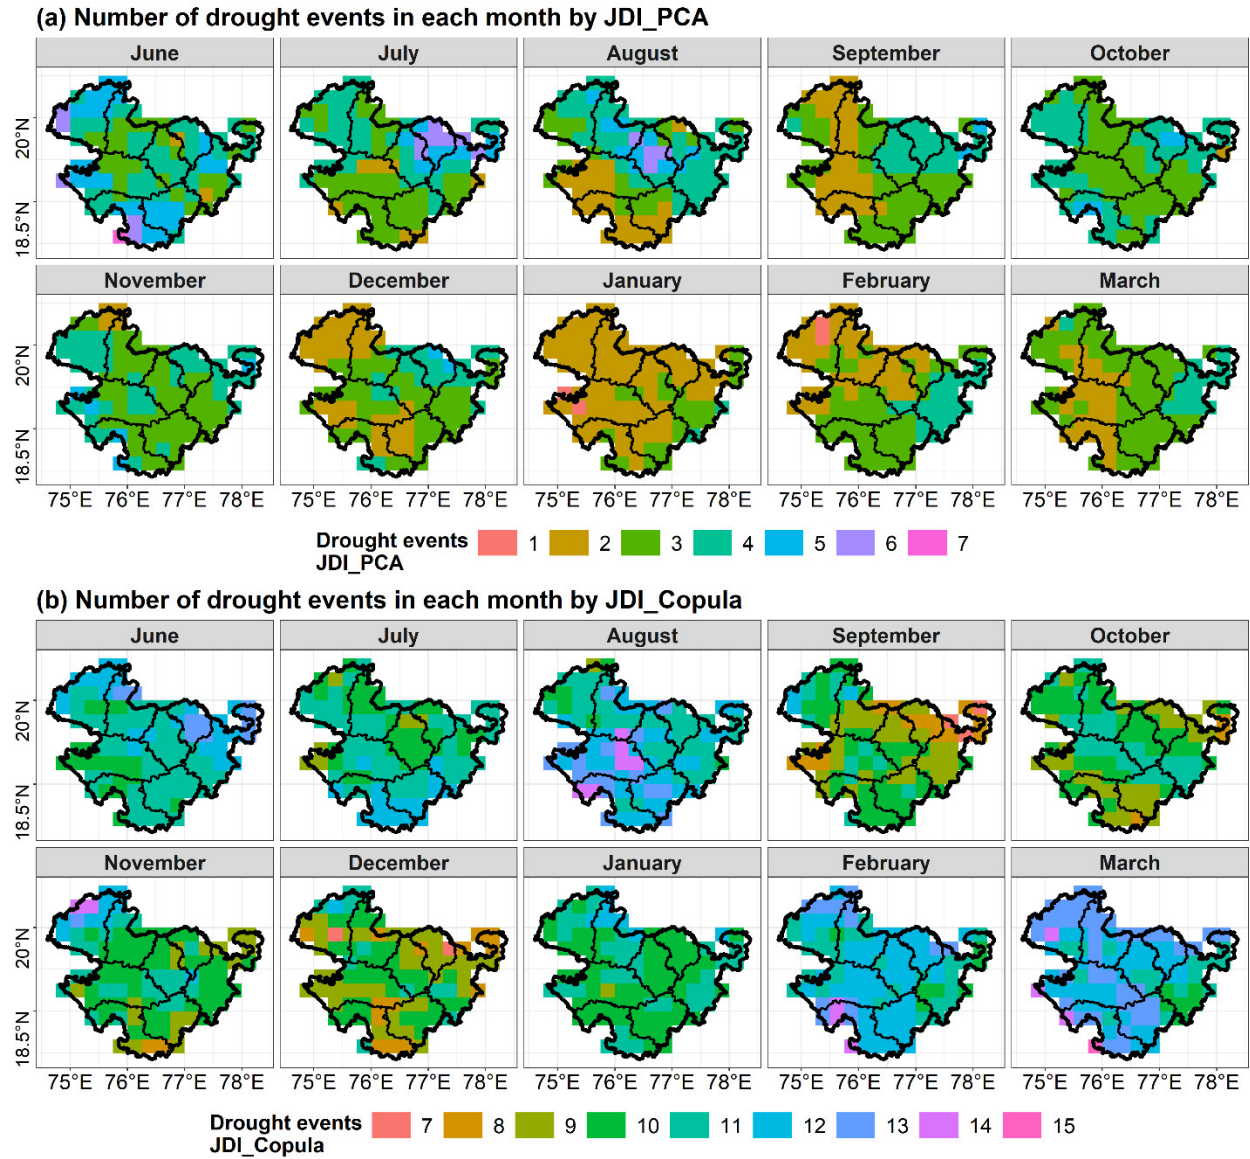 (a) Number of drought events in each month by JDI_PCA
June July August September October
20°N
18.5°N
November December January February March
20°N
18.5°N
75°E 76°E 77°E 78°E 75°E 76°E 77°E 78°E 75°E 76°E 77°E 78°E 75°E 76°E 77°E 78°E 75°E 76°E 77°E 78°E
Drought events
JDI_PCA
1 2 3 4 5 6 7
(b) Number of drought events in each month by JDI_Copula
June July August September October
20°N
18.5°N
November December January February March
20°N
18.5°N
75°E 76°E 77°E 78°E 75°E 76°E 77°E 78°E 75°E 76°E 77°E 78°E 75°E 76°E 77°E 78°E 75°E 76°E 77°E 78°E
Drought events
JDI_Copula
7 8 9 10 11 12 13 14 15